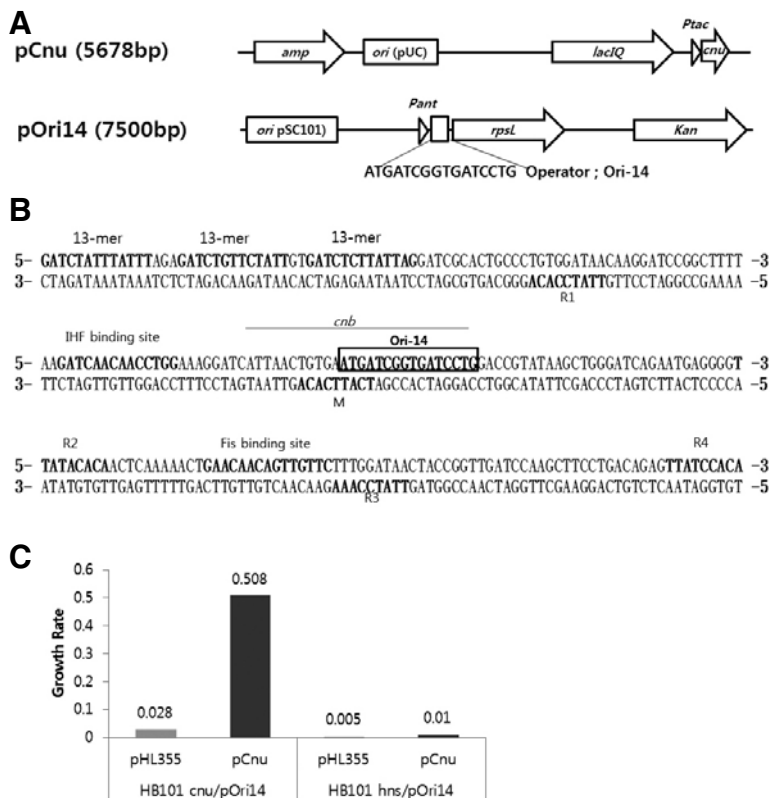 A
pCnu (5678bp)
amp
ori (pUC)
lacIQ
Ptac
cnu
pOri14 (7500bp)
ori pSC101)
Pant
rpsL
Kan
ATGATCGGTGATCCTG Operator ; Ori-14
B
13-mer 13-mer 13-mer
5- GATCTATTTATTTAGAGATCTGTTCTATTGTGATCTCTTATTAGGATCGCACTGCCCTGTGGATAACAAGGATCCGGCTTTT -3
3- CTAGATAAATAAATCTCTAGACAAGATAACACTAGAGAATAATCCTAGCGTGACGGGACACCTATTGTTCCTAGGCCGAAAA -5
R1
cnb
IHF binding site Ori-14
5- AAGATCAACAACCTGGAAAGGATCATTAACTGTGAATGATCGGTGATCCTGGACCGTATAAGCTGGGATCAGAATGAGGGGT -3
3- TTCTAGTTGTTGGACCTTTCCTAGTAATTGACACTTACTAGCCACTAGGACCTGGCATATTCGACCCTAGTCTTACTCCCCA -5
M
R2 Fis binding site R4
5- TATACACAACTCAAAAACTGAACAACAGTTGTTCTTTGGATAACTACCGGTTGATCCAAGCTTCCTGACAGAGTTATCCACA -3
3- ATATGTGTTGAGTTTTTGACTTGTTGTCAACAAGAAACCTATTGATGGCCAACTAGGTTCGAAGGACTGTCTCAATAGGTGT -5
R3
C
Growth Rate
0.6
0.5
0.4
0.3
0.2
0.1
0
0.028
0.508
0.005
0.01
pHL355 pCnu pHL355 pCnu
HB101 cnu/pOri14 HB101 hns/pOri14